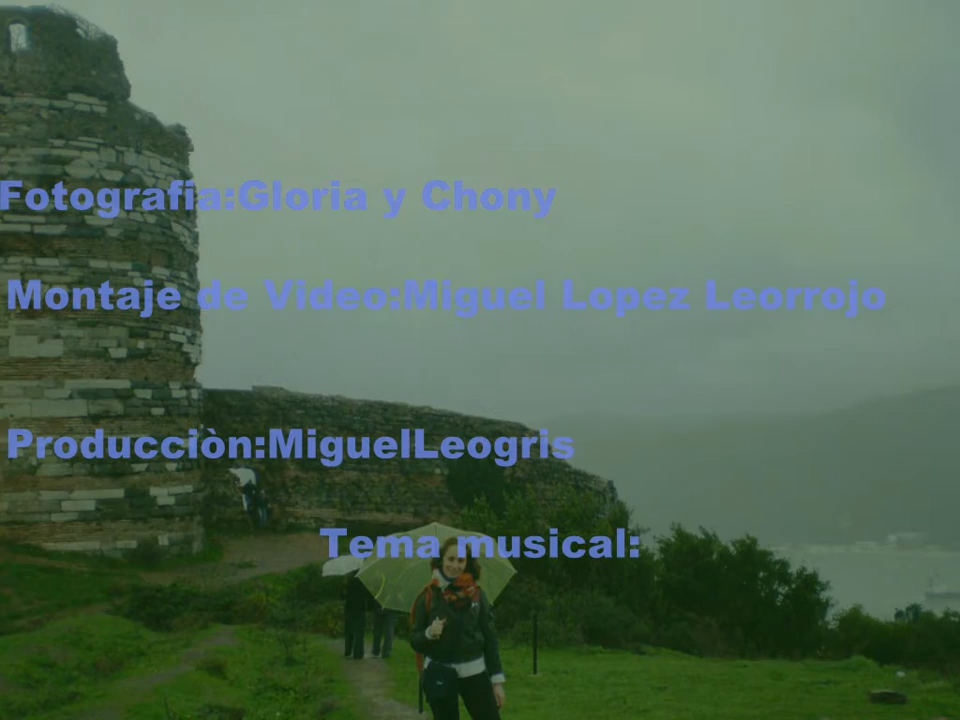 Fotografia:Gloria y Chony
Montaje de Video:Miguel Lopez Leorrojo
Producciòn:MiguelLeogris
Tema musical: